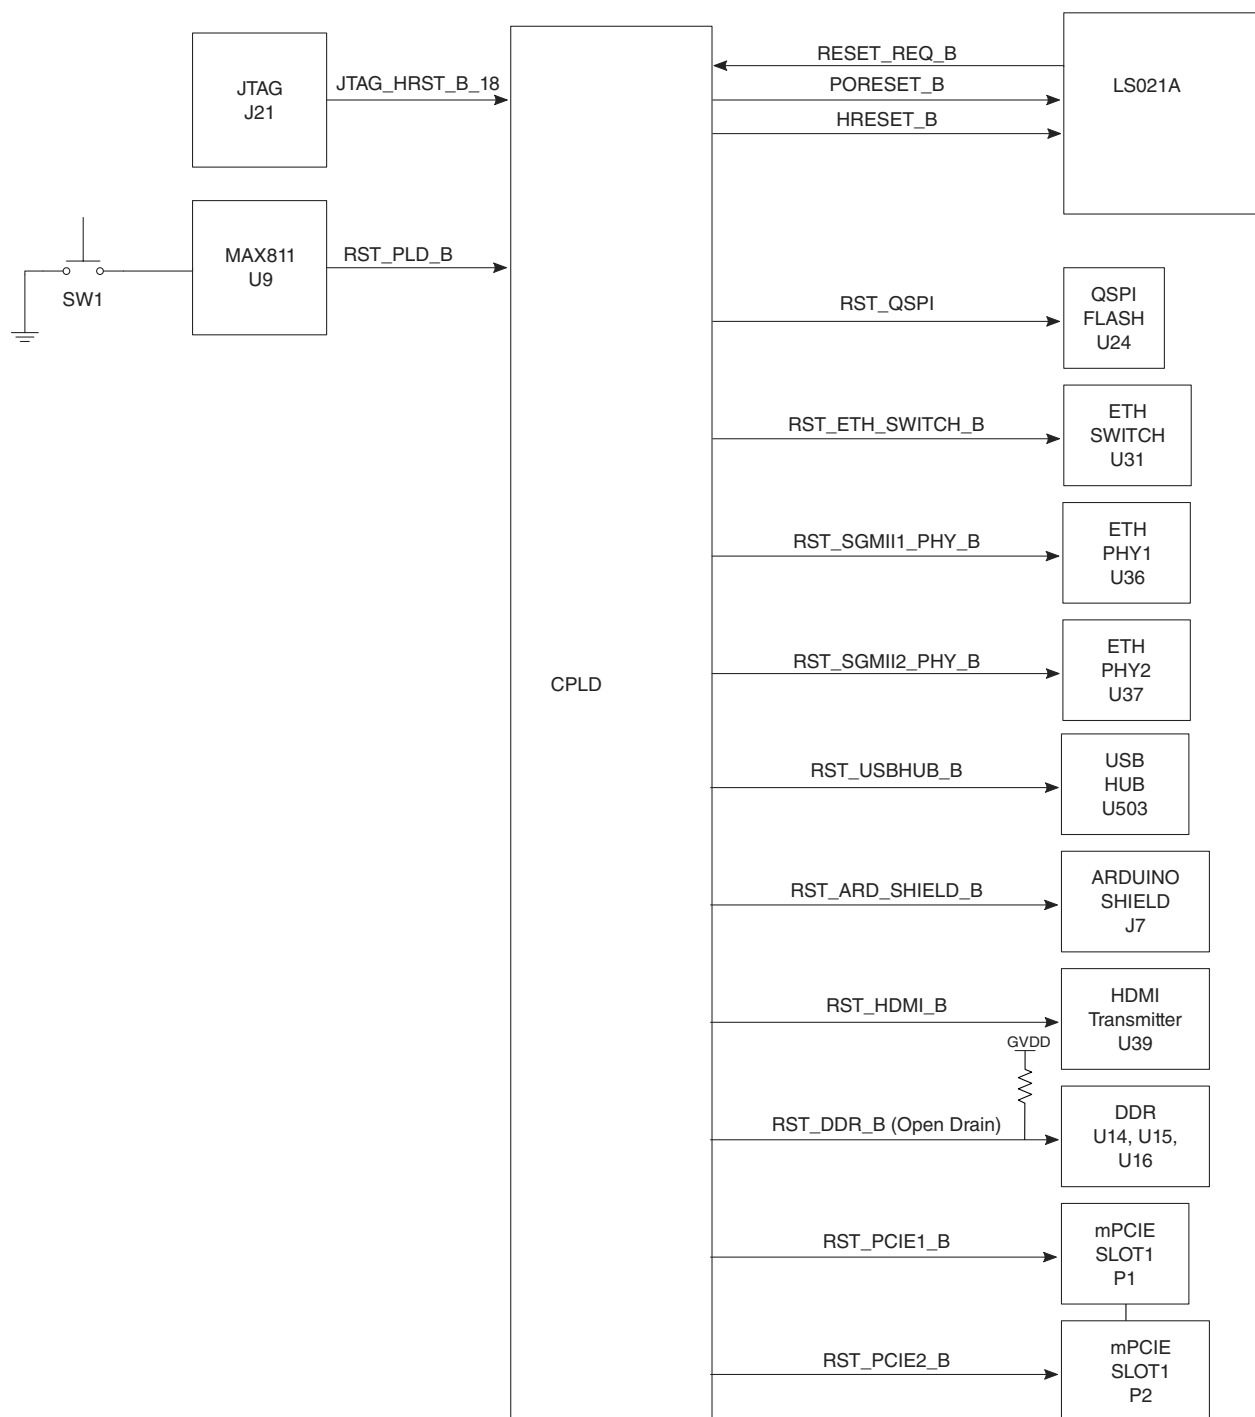 JTAG
J21
JTAG_HRST_B_18
MAX811
U9
RST_PLD_B
SW1
CPLD
RESET_REQ_B
PORESET_B
HRESET_B
LS021A
RST_QSPI
QSPI
FLASH
U24
RST_ETH_SWITCH_B
ETH
SWITCH
U31
RST_SGMII1_PHY_B
ETH
PHY1
U36
RST_SGMII2_PHY_B
ETH
PHY2
U37
RST_USBHUB_B
USB
HUB
U503
RST_ARD_SHIELD_B
ARDUINO
SHIELD
J7
RST_HDMI_B
HDMI
Transmitter
U39
GVDD
RST_DDR_B (Open Drain)
DDR
U14, U15,
U16
RST_PCIE1_B
mPCIE
SLOT1
P1
RST_PCIE2_B
mPCIE
SLOT1
P2